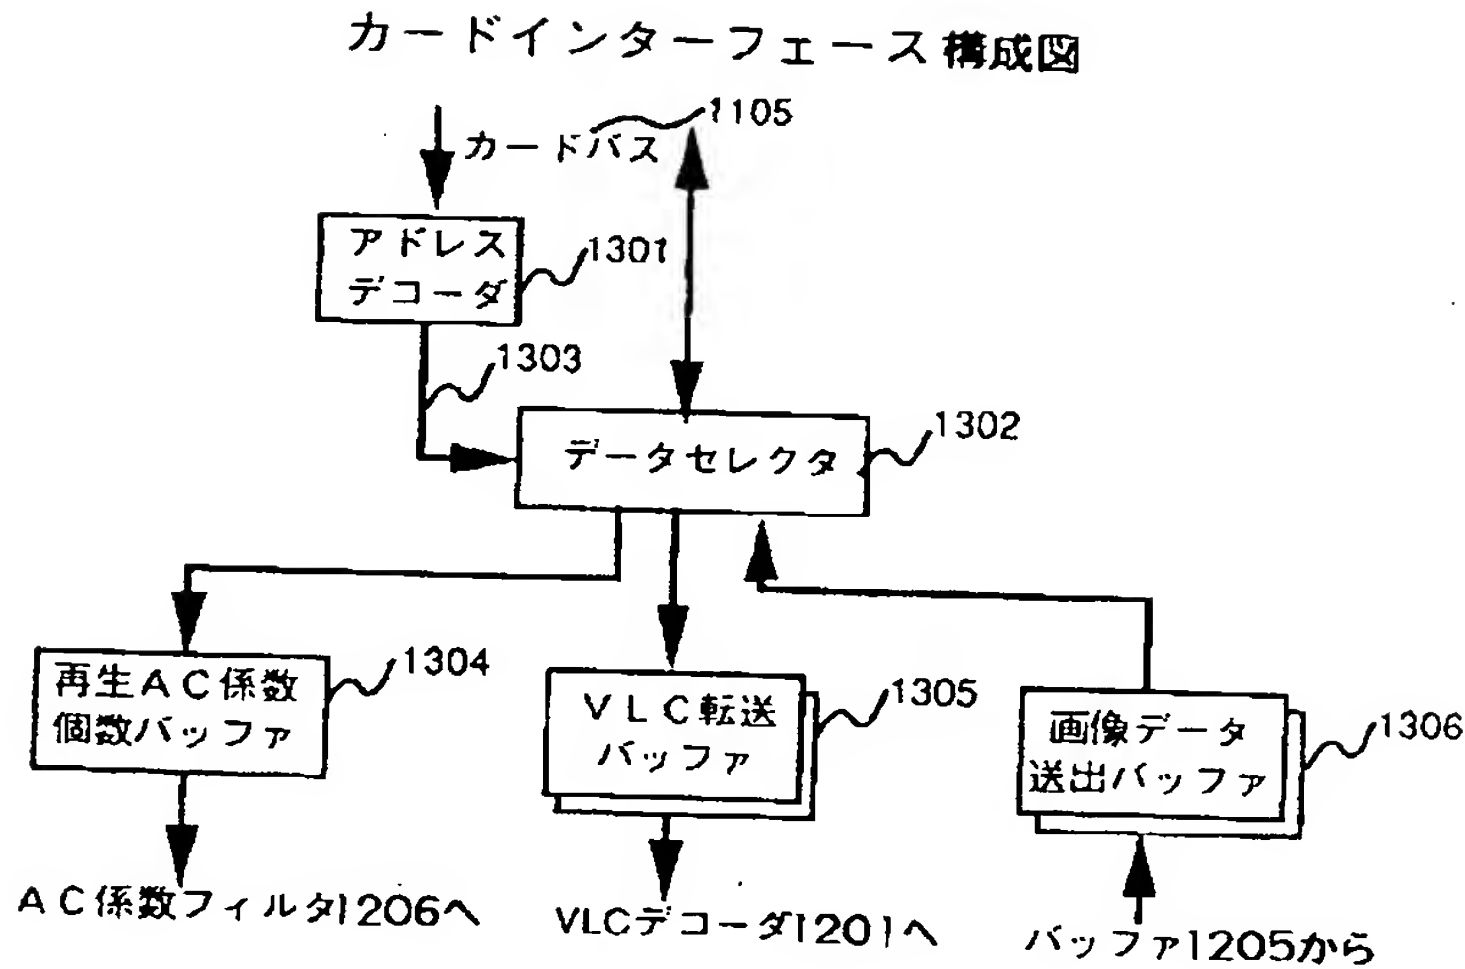 カードインターフェース構成図
1105
カードバス
アドレス
デコーダ
1301
1303
データセレクタ
1302
再生AC係数
個数バッファ
1304
VLC転送
バッファ
1305
画像データ
送出バッファ
1306
AC係数フィルタ1206へ
VLCデコーダ1201へ
バッファ1205から